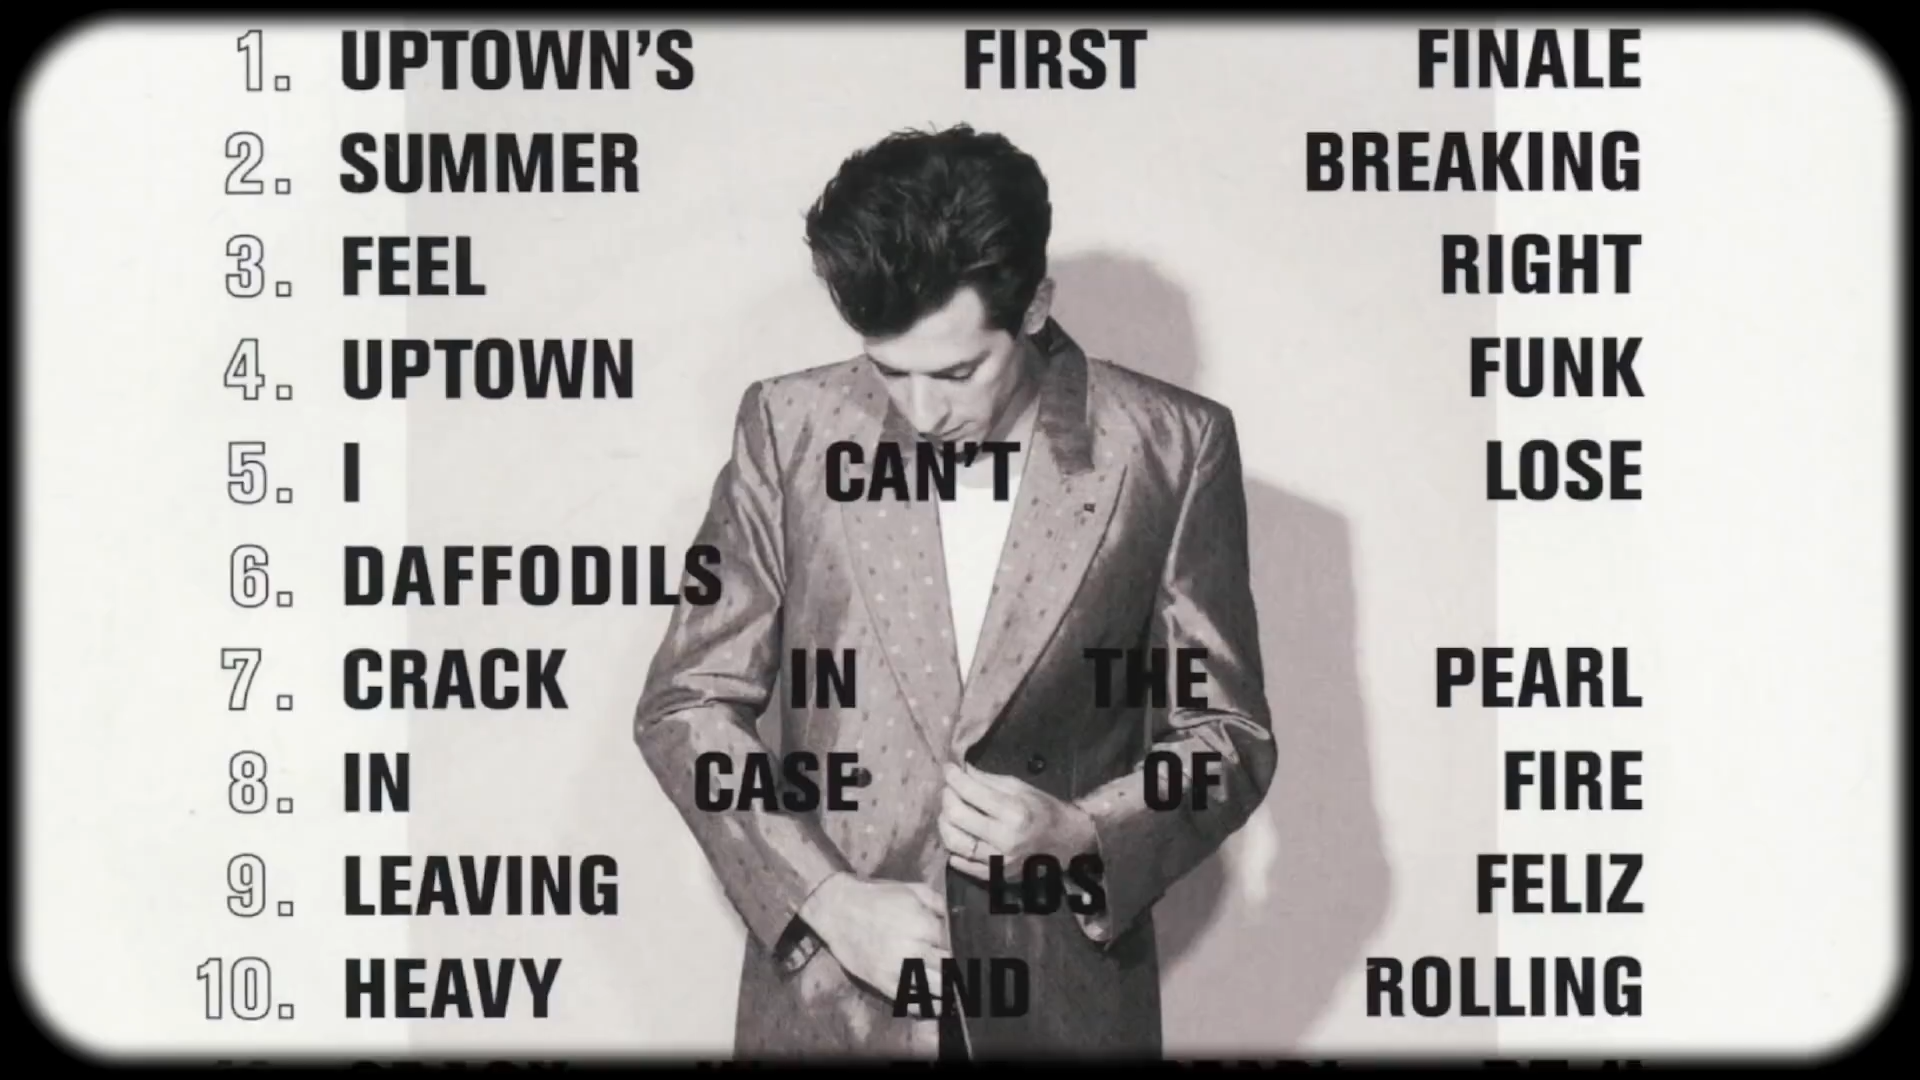 1. UPTOWN'S FIRST FINALE
2. SUMMER BREAKING
3. FEEL RIGHT
4. UPTOWN FUNK
5. I CAN'T LOSE
6. DAFFODILS
7. CRACK IN THE PEARL
8. IN CASE OF FIRE
9. LEAVING LOS FELIZ
10. HEAVY AND ROLLING